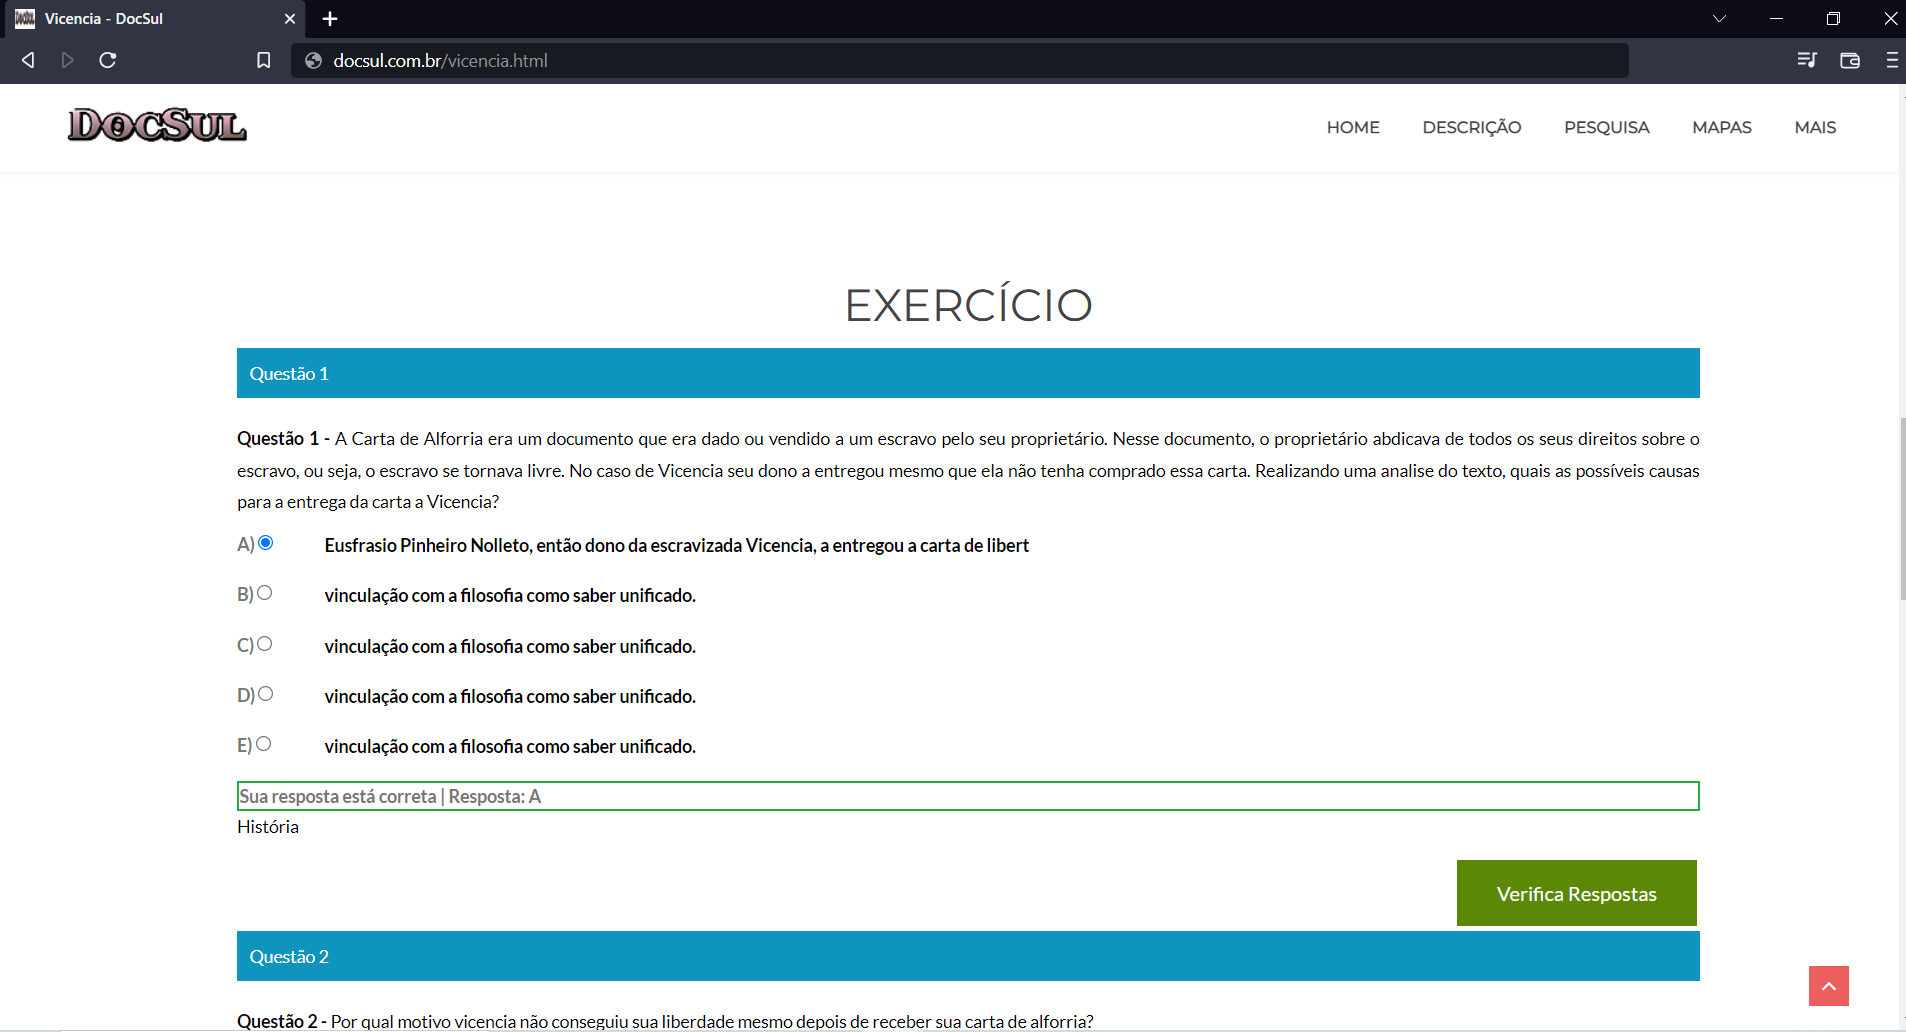 Vicencia - DocSul
docsul.com.br/vicencia.html
DocSul
HOME DESCRIÇÃO PESQUISA MAPAS MAIS
EXERCÍCIO
Questão 1
Questão 1 - A Carta de Alforria era um documento que era dado ou vendido a um escravo pelo seu proprietário. Nesse documento, o proprietário abdicava de todos os seus direitos sobre o
escravo, ou seja, o escravo se tornava livre. No caso de Vicencia seu dono a entregou mesmo que ela não tenha comprado essa carta. Realizando uma analise do texto, quais as possíveis causas
para a entrega da carta a Vicencia?
A) Eusfrasio Pinheiro Nolleto, então dono da escravizada Vicencia, a entregou a carta de libert
B) vinculação com a filosofia como saber unificado.
C) vinculação com a filosofia como saber unificado.
D) vinculação com a filosofia como saber unificado.
E) vinculação com a filosofia como saber unificado.
Sua resposta está correta | Resposta: A
História
Verifica Respostas
Questão 2
Questão 2 - Por qual motivo vicencia não conseguiu sua liberdade mesmo depois de receber sua carta de alforria?